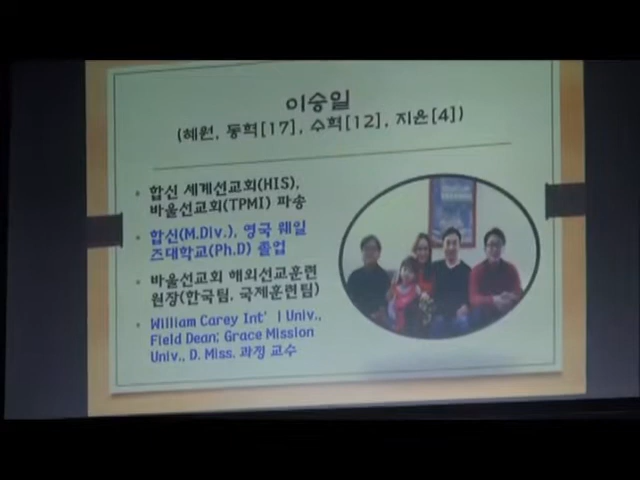 이승일
(혜원, 동혁[17], 수혁[12], 지윤[4])
• 합신 세계선교회(HIS),
바울선교회(TPMI) 파송
• 합신(M.Div.), 영국 웨일
즈대학교(Ph.D) 졸업
• 바울선교회 해외선교훈련
원장(한국팀, 국제훈련팀)
• William Carey Int'l Univ.,
Field Dean; Grace Mission
Univ., D. Miss. 과정 교수